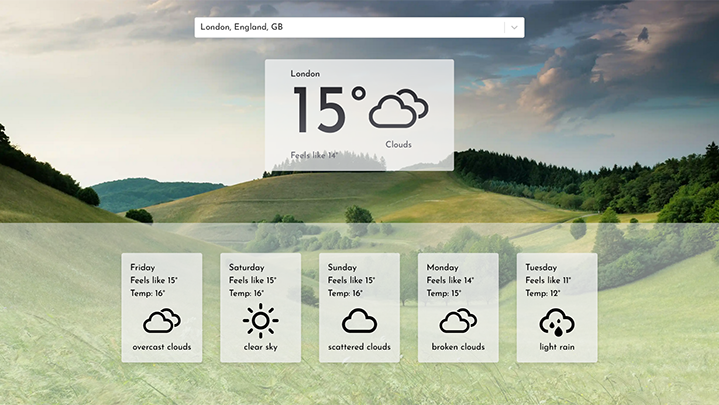 London, England, GB
London
15°
Clouds
Feels like 14°
Friday
Feels like 15°
Temp: 16°
overcast clouds
Saturday
Feels like 15°
Temp: 16°
clear sky
Sunday
Feels like 15°
Temp: 16°
scattered clouds
Monday
Feels like 14°
Temp: 15°
broken clouds
Tuesday
Feels like 11°
Temp: 12°
light rain